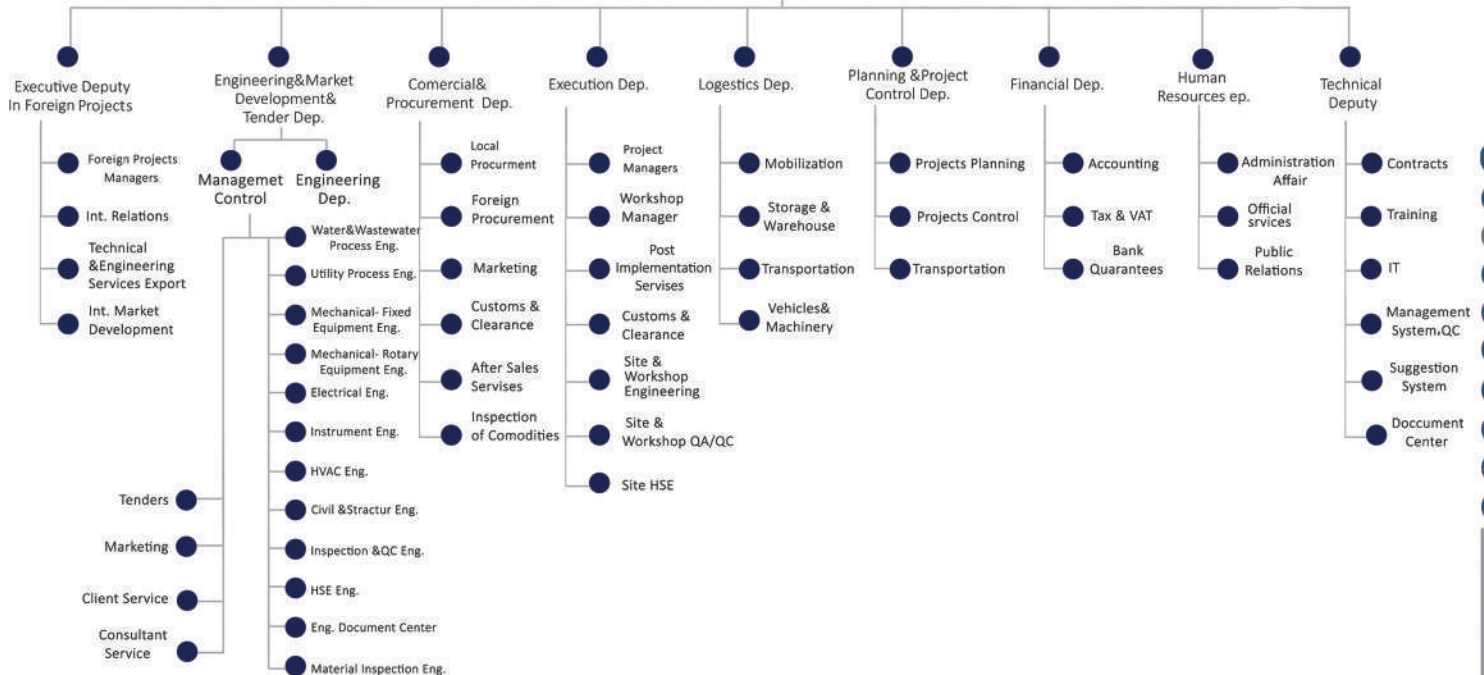 Executive Deputy
In Foreign Projects
Foreign Projects
Managers
Int. Relations
Technical
&Engineering
Services Export
Int. Market
Development
Engineering&Market
Development&
Tender Dep.
Managemet
Control
Tenders
Marketing
Client Service
Consultant
Service
Engineering
Dep.
Water&Wastewater
Process Eng.
Utility Process Eng.
Mechanical- Fixed
Equipment Eng.
Mechanical- Rotary
Equipment Eng.
Electrical Eng.
Instrument Eng.
HVAC Eng.
Civil &Stractur Eng.
Inspection &QC Eng.
HSE Eng.
Eng. Document Center
Material Inspection Eng.
Comercial&
Procurement Dep.
Local
Procurment
Foreign
Procurement
Marketing
Customs &
Clearance
After Sales
Servises
Inspection
of Comodities
Execution Dep.
Project
Managers
Workshop
Manager
Post
Implementation
Servises
Customs &
Clearance
Site &
Workshop
Engineering
Site &
Workshop QA/QC
Site HSE
Logestics Dep.
Mobilization
Storage &
Warehouse
Transportation
Vehicles&
Machinery
Planning &Project
Control Dep.
Projects Planning
Projects Control
Transportation
Financial Dep.
Accounting
Tax & VAT
Bank
Quarantees
Human
Resources ep.
Administration
Affair
Official
srvices
Public
Relations
Technical
Deputy
Contracts
Training
IT
Management
System،QC
Suggestion
System
Doccument
Center